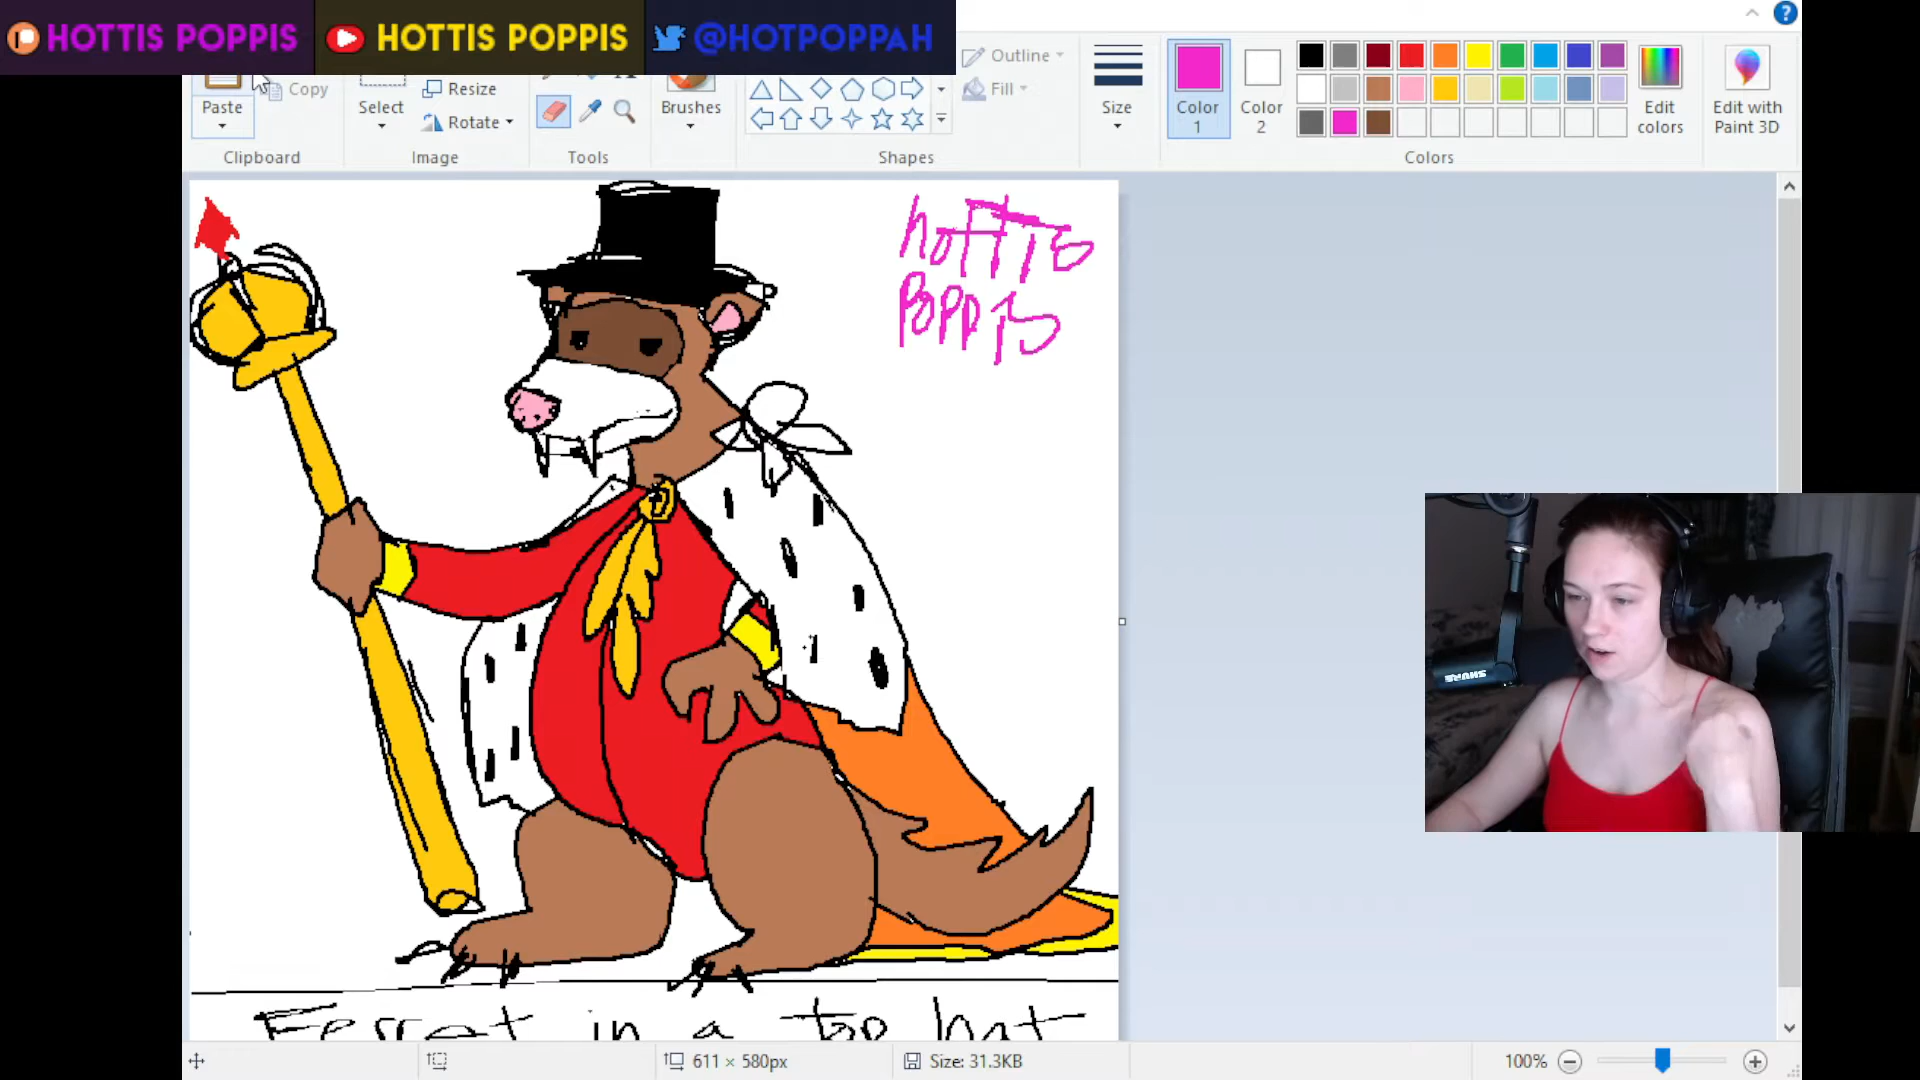 HOTTIS POPPIS HOTTIS POPPIS @HOTPOPPAH
Outline
Copy Resize Fill
Paste Select Rotate Brushes Size Color 1 Color 2 Edit colors Edit with Paint 3D
Clipboard Image Tools Shapes Colors
hoTTIS
POPPIS
SHURE
Ferret in a top hat
611 × 580px Size: 31.3KB 100%